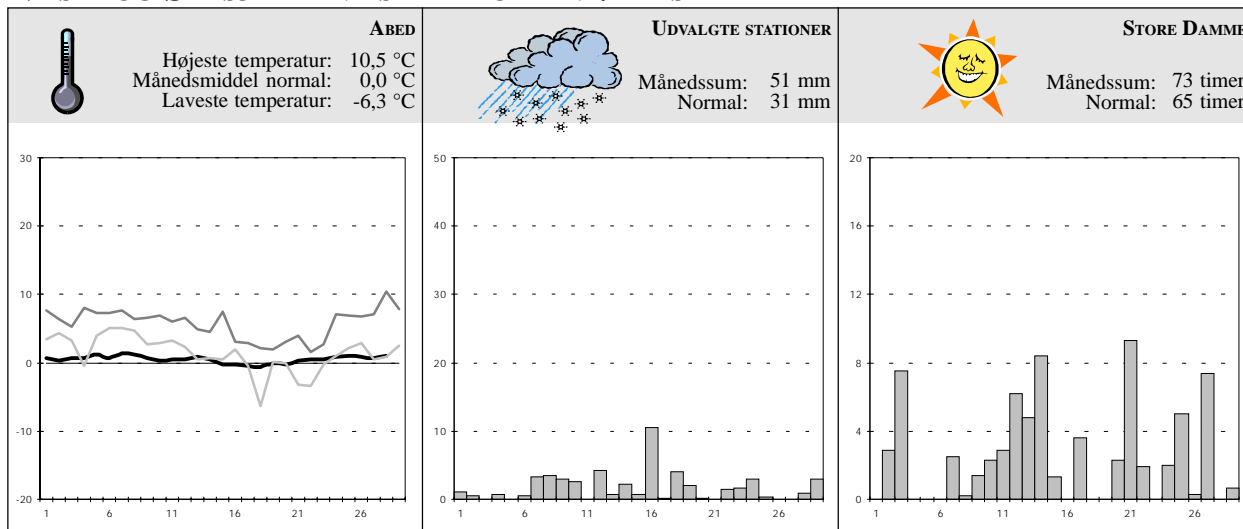 ABED
Højeste temperatur: 10,5 °C
Månedsmiddel normal: 0,0 °C
Laveste temperatur: -6,3 °C
30
20
10
0
-10
-20
1 6 11 16 21 26
UDVALGTE STATIONER
Månedssum: 51 mm
Normal: 31 mm
50
40
30
20
10
0
1 6 11 16 21 26
STORE DAMME
Månedssum: 73 timer
Normal: 65 timer
20
16
12
8
4
0
1 6 11 16 21 26